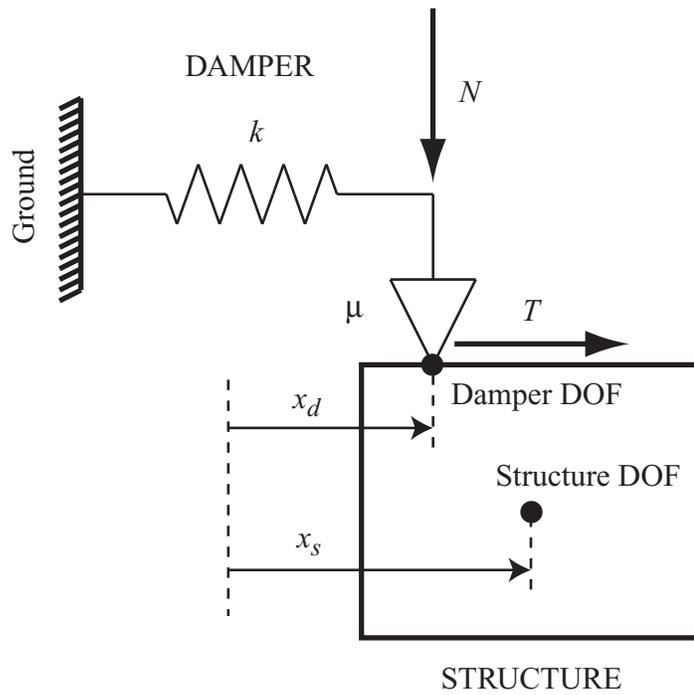 DAMPER
N
k
Ground
μ
T
x_d
Damper DOF
Structure DOF
x_s
STRUCTURE